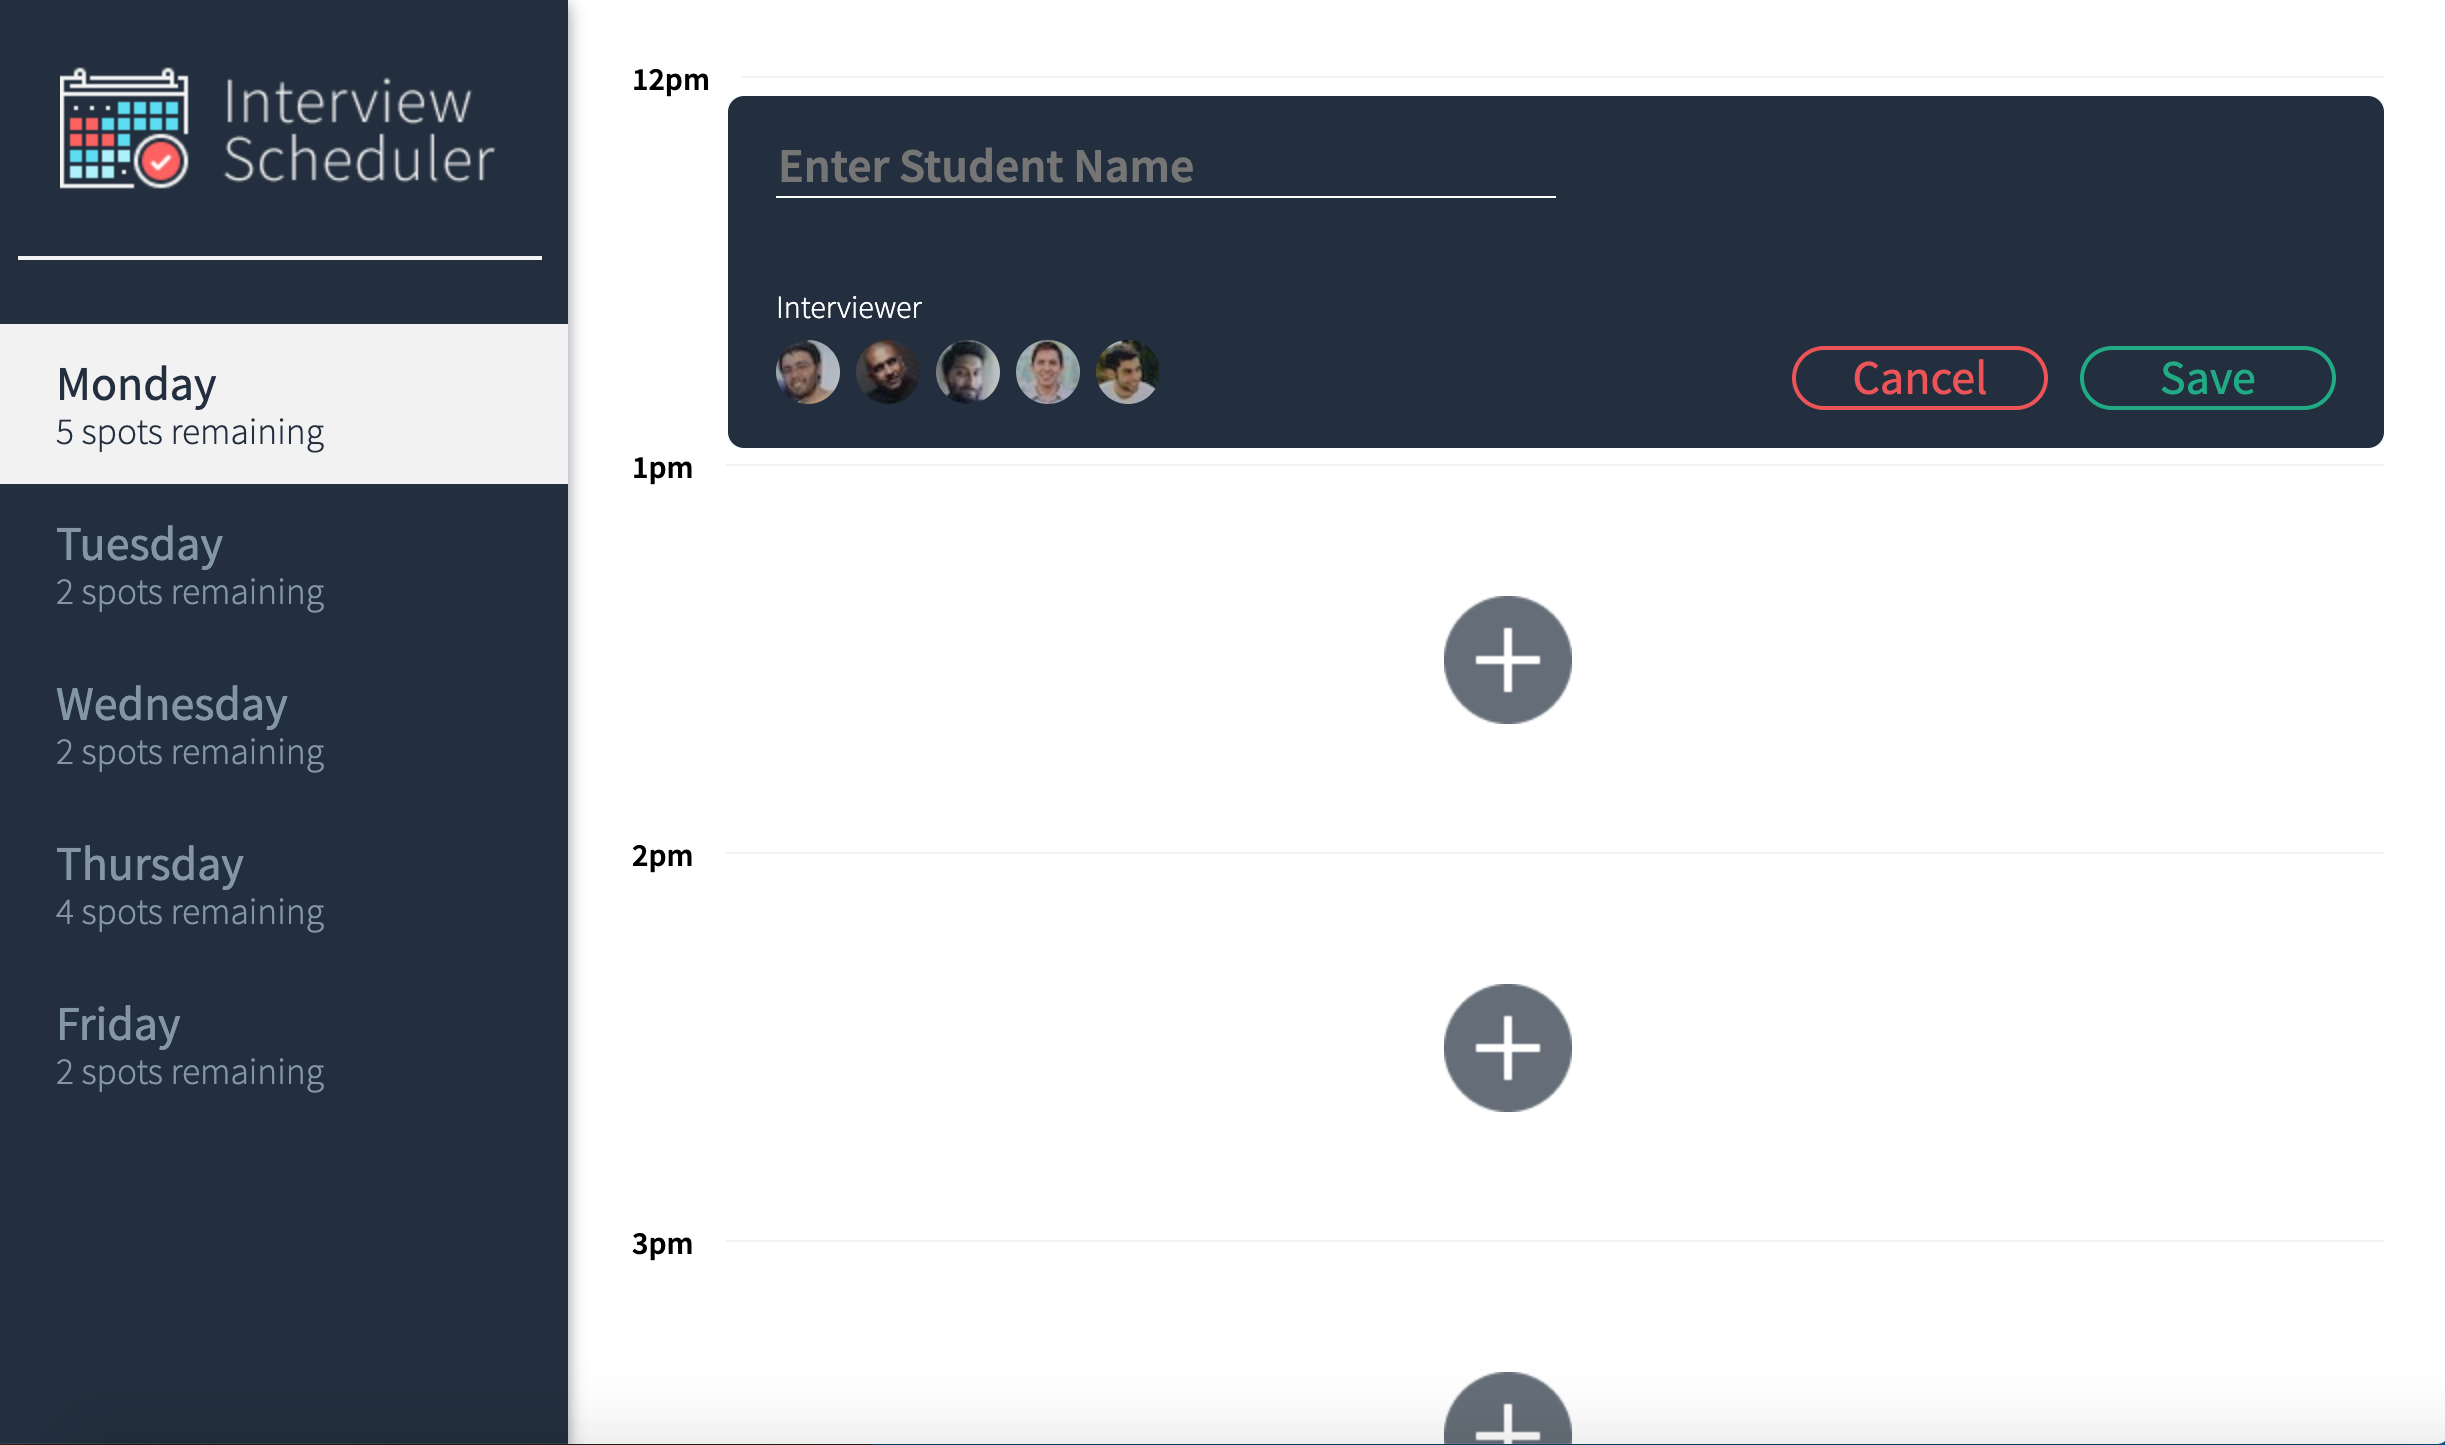 Interview
Scheduler
Monday
5 spots remaining
Tuesday
2 spots remaining
Wednesday
2 spots remaining
Thursday
4 spots remaining
Friday
2 spots remaining
12pm
Enter Student Name
Interviewer
Cancel Save
1pm
2pm
3pm